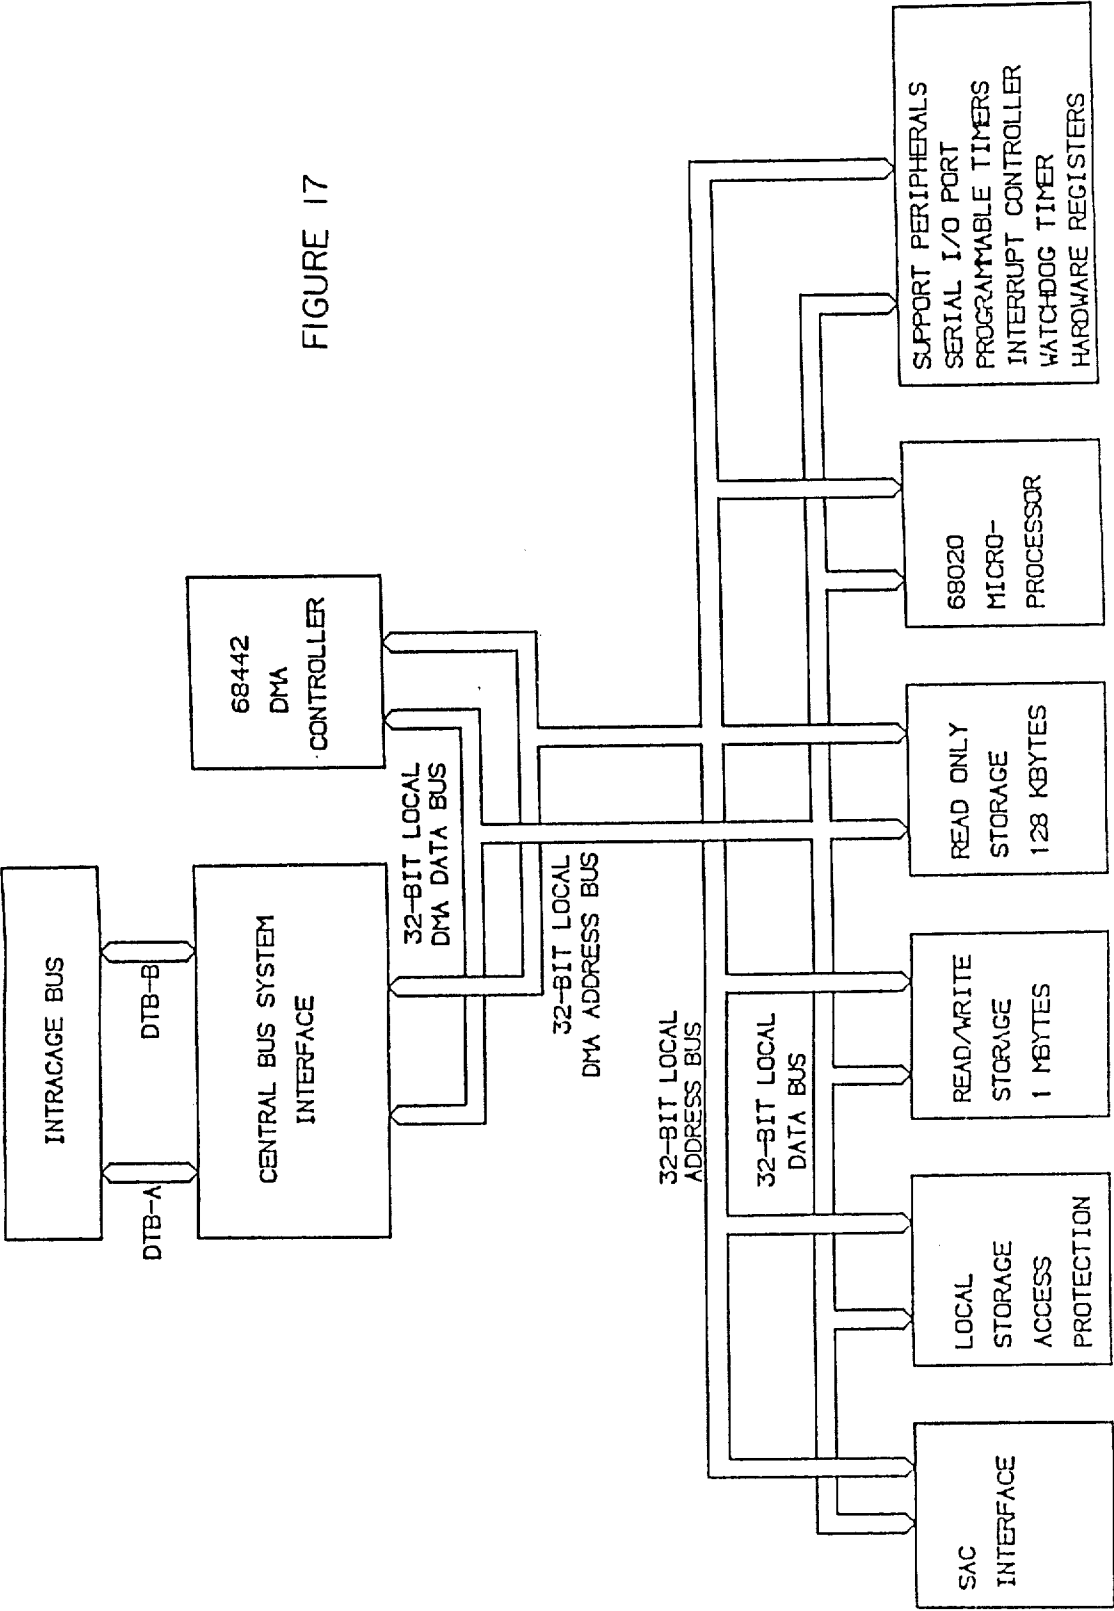 FIGURE 17
INTRACAGE BUS
DTB-A
DTB-B
CENTRAL BUS SYSTEM
INTERFACE
68442
DMA
CONTROLLER
32-BIT LOCAL
DMA DATA BUS
32-BIT LOCAL
DMA ADDRESS BUS
32-BIT LOCAL
ADDRESS BUS
32-BIT LOCAL
DATA BUS
SAC
INTERFACE
LOCAL
STORAGE
ACCESS
PROTECTION
READ/WRITE
STORAGE
1 MBYTES
READ ONLY
STORAGE
128 KBYTES
68020
MICRO-
PROCESSOR
SUPPORT PERIPHERALS
SERIAL I/O PORT
PROGRAMMABLE TIMERS
INTERRUPT CONTROLLER
WATCHDOG TIMER
HARDWARE REGISTERS